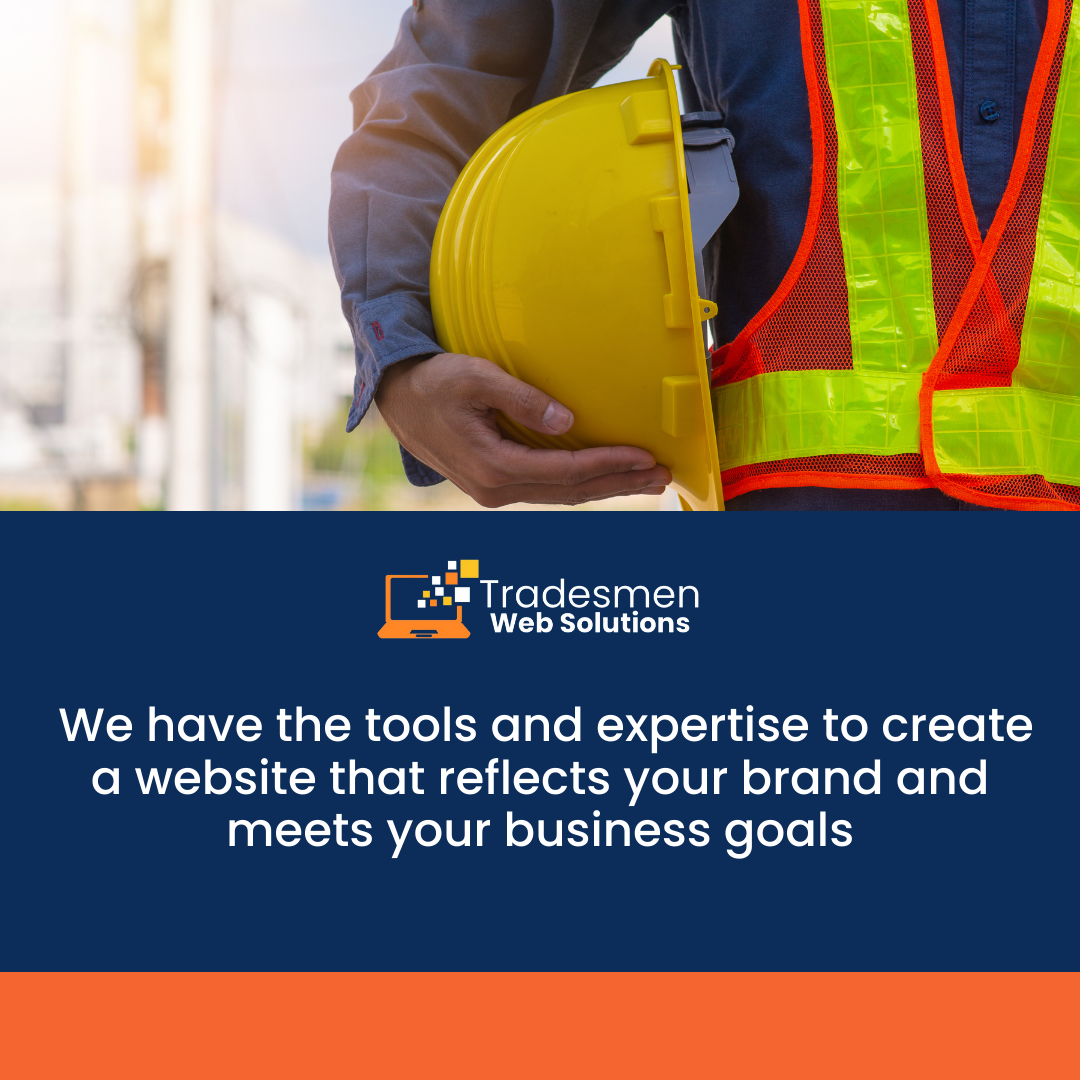 Tradesmen
Web Solutions
We have the tools and expertise to create
a website that reflects your brand and
meets your business goals